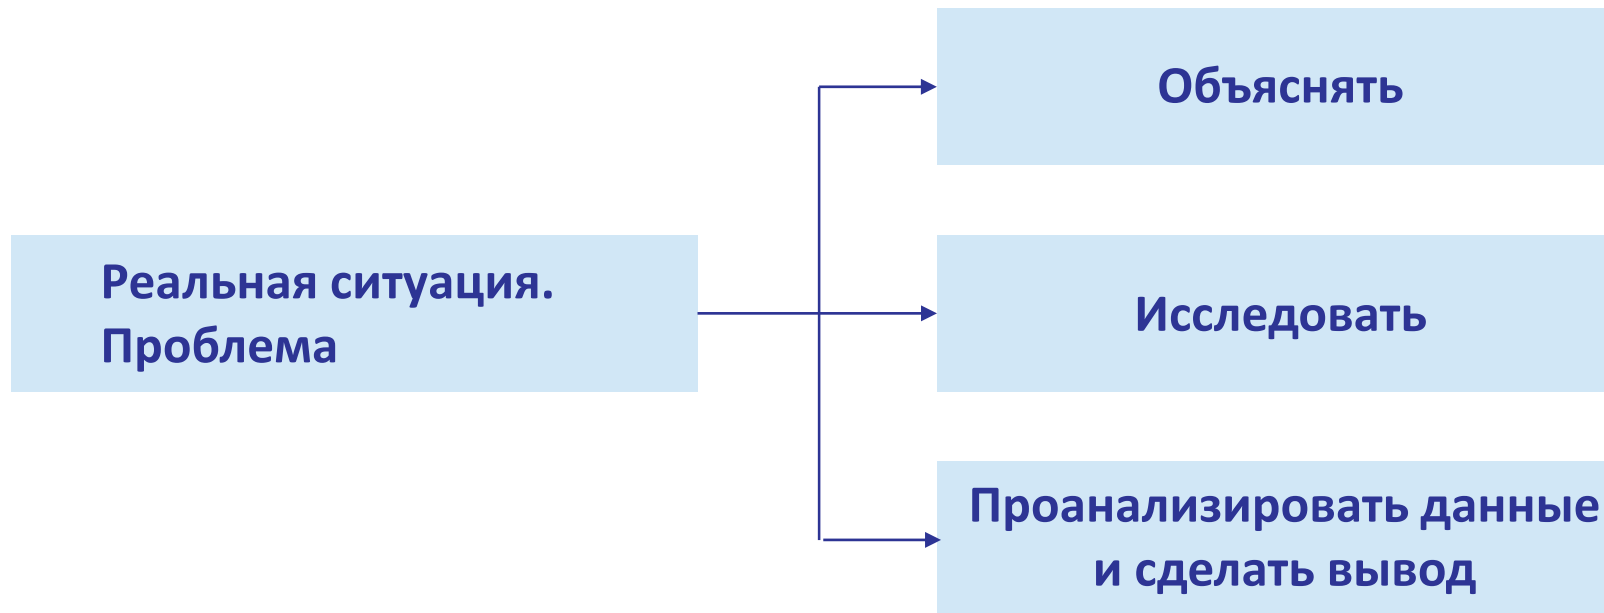 Объяснять
Реальная ситуация.
Проблема
Исследовать
Проанализировать данные
и сделать вывод